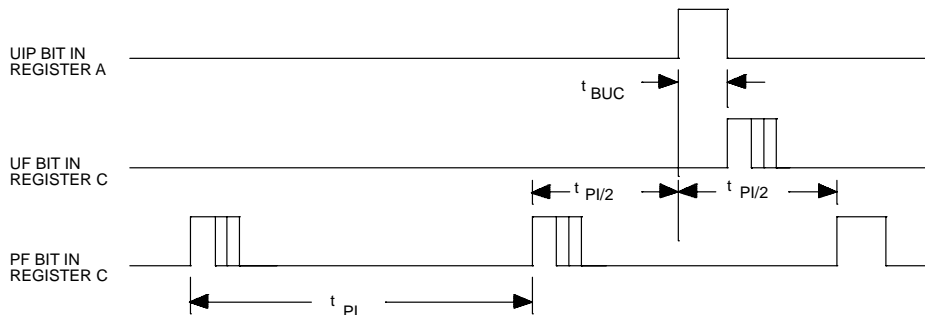 UIP BIT IN
REGISTER A
t BUC
UF BIT IN
REGISTER C
t PI/2
t PI/2
PF BIT IN
REGISTER C
t PI